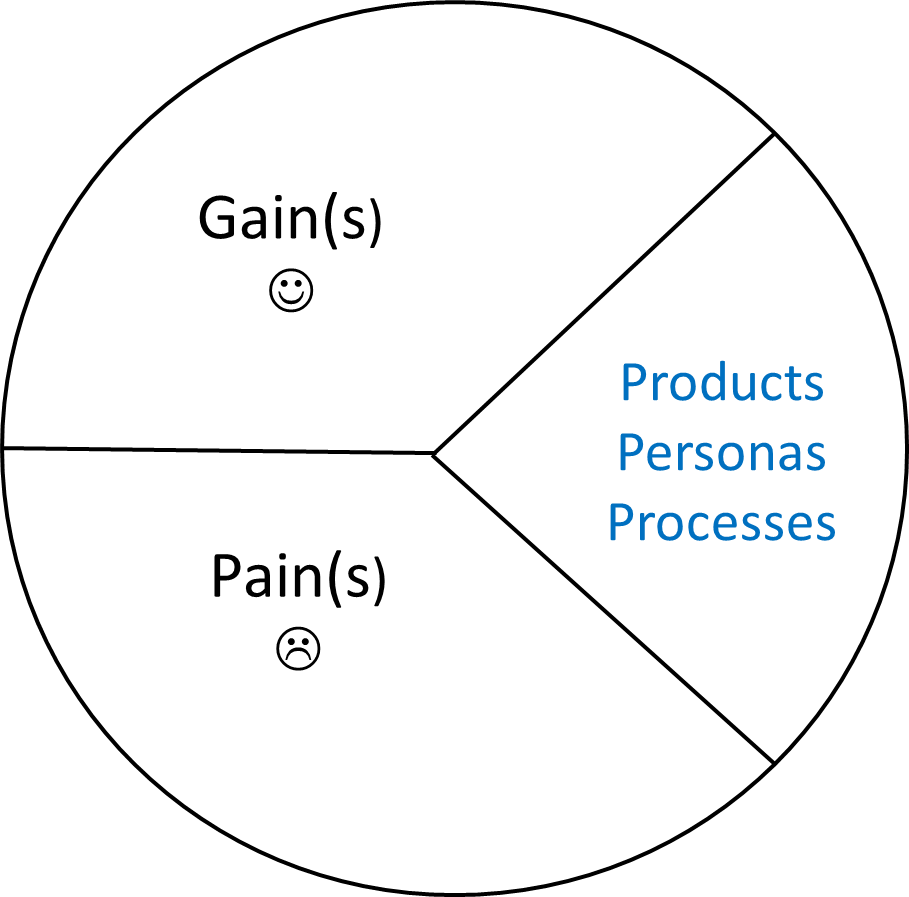 Gain(s)
Products
Personas
Processes
Pain(s)